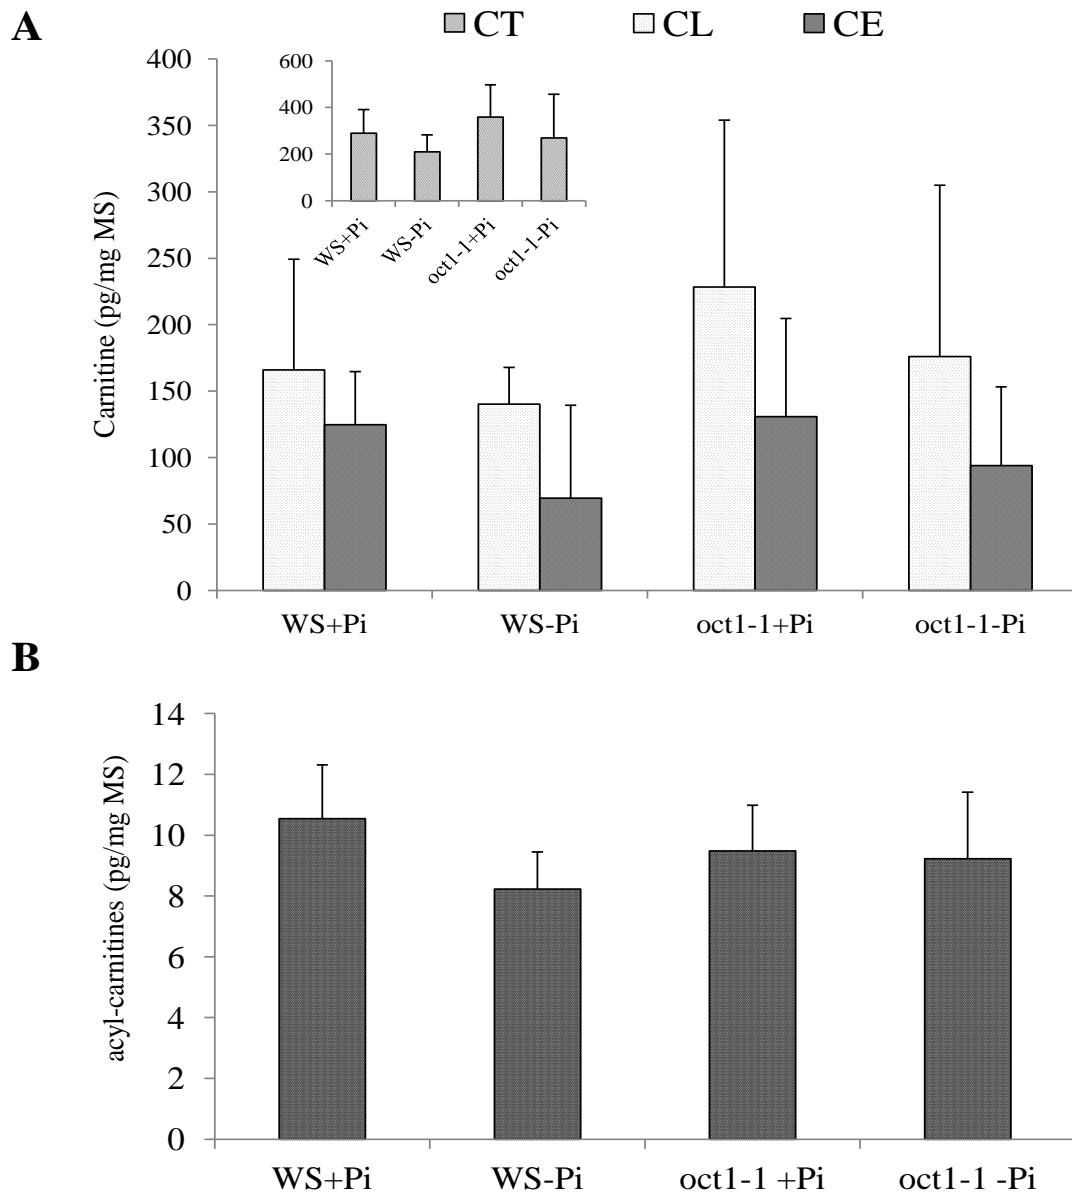 A
CT CL CE
Carnitine (pg/mg MS)
400
350
300
250
200
150
100
50
0
600
400
200
0
WS+Pi WS-Pi oct1-1+Pi oct1-1-Pi
WS+Pi WS-Pi oct1-1+Pi oct1-1-Pi
B
acyl-carnitines (pg/mg MS)
14
12
10
8
6
4
2
0
WS+Pi WS-Pi oct1-1 +Pi oct1-1 -Pi